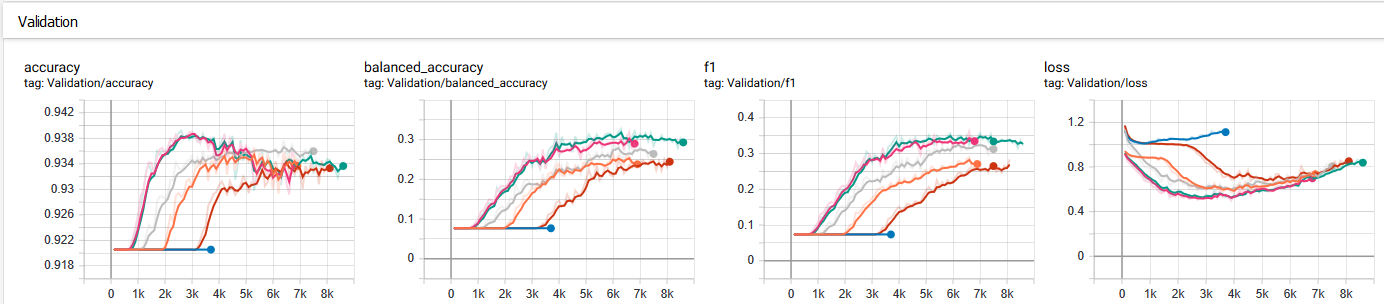 Validation
accuracy
tag: Validation/accuracy
0.942
0.938
0.934
0.93
0.926
0.922
0.918
0 1k 2k 3k 4k 5k 6k 7k 8k
balanced_accuracy
tag: Validation/balanced_accuracy
0.3
0.2
0.1
0
0 1k 2k 3k 4k 5k 6k 7k 8k
f1
tag: Validation/f1
0.4
0.3
0.2
0.1
0
0 1k 2k 3k 4k 5k 6k 7k 8k
loss
tag: Validation/loss
1.2
0.8
0.4
0
0 1k 2k 3k 4k 5k 6k 7k 8k